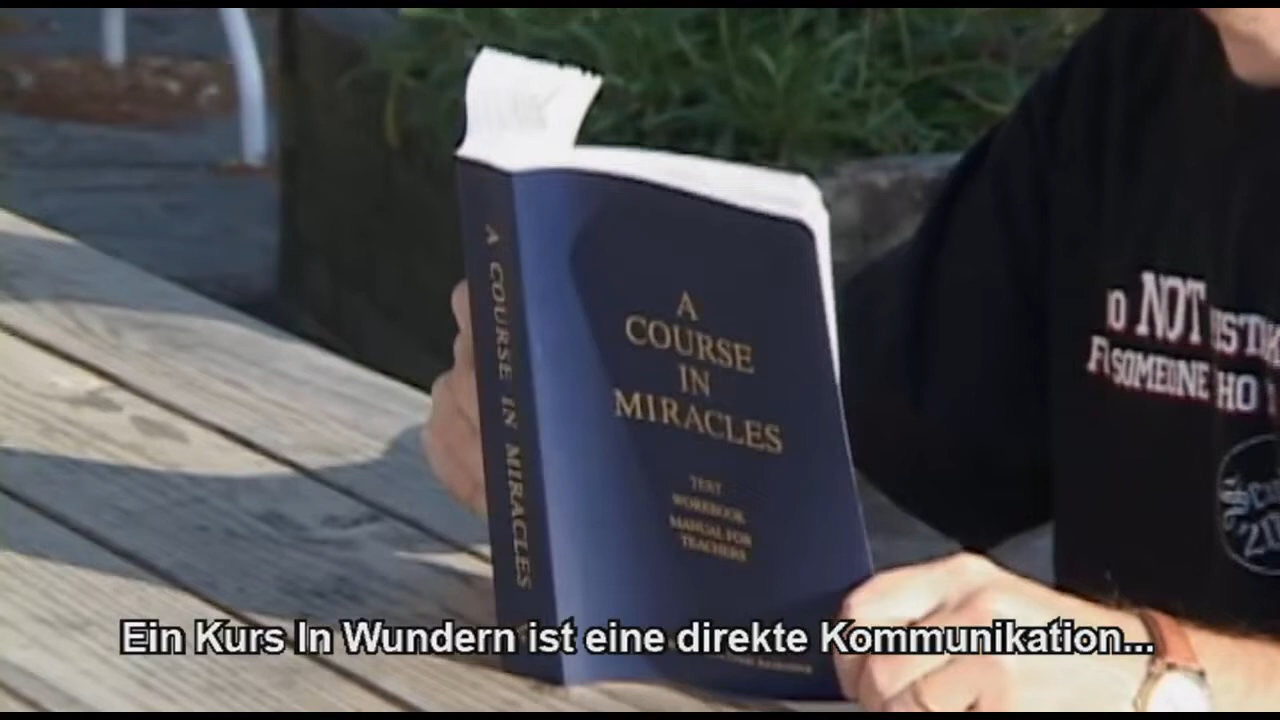 A COURSE IN MIRACLES
A
COURSE
IN
MIRACLES
TEXT
WORKBOOK
MANUAL FOR
TEACHERS
NOT
SOMEONE
Ein Kurs In Wundern ist eine direkte Kommunikation...